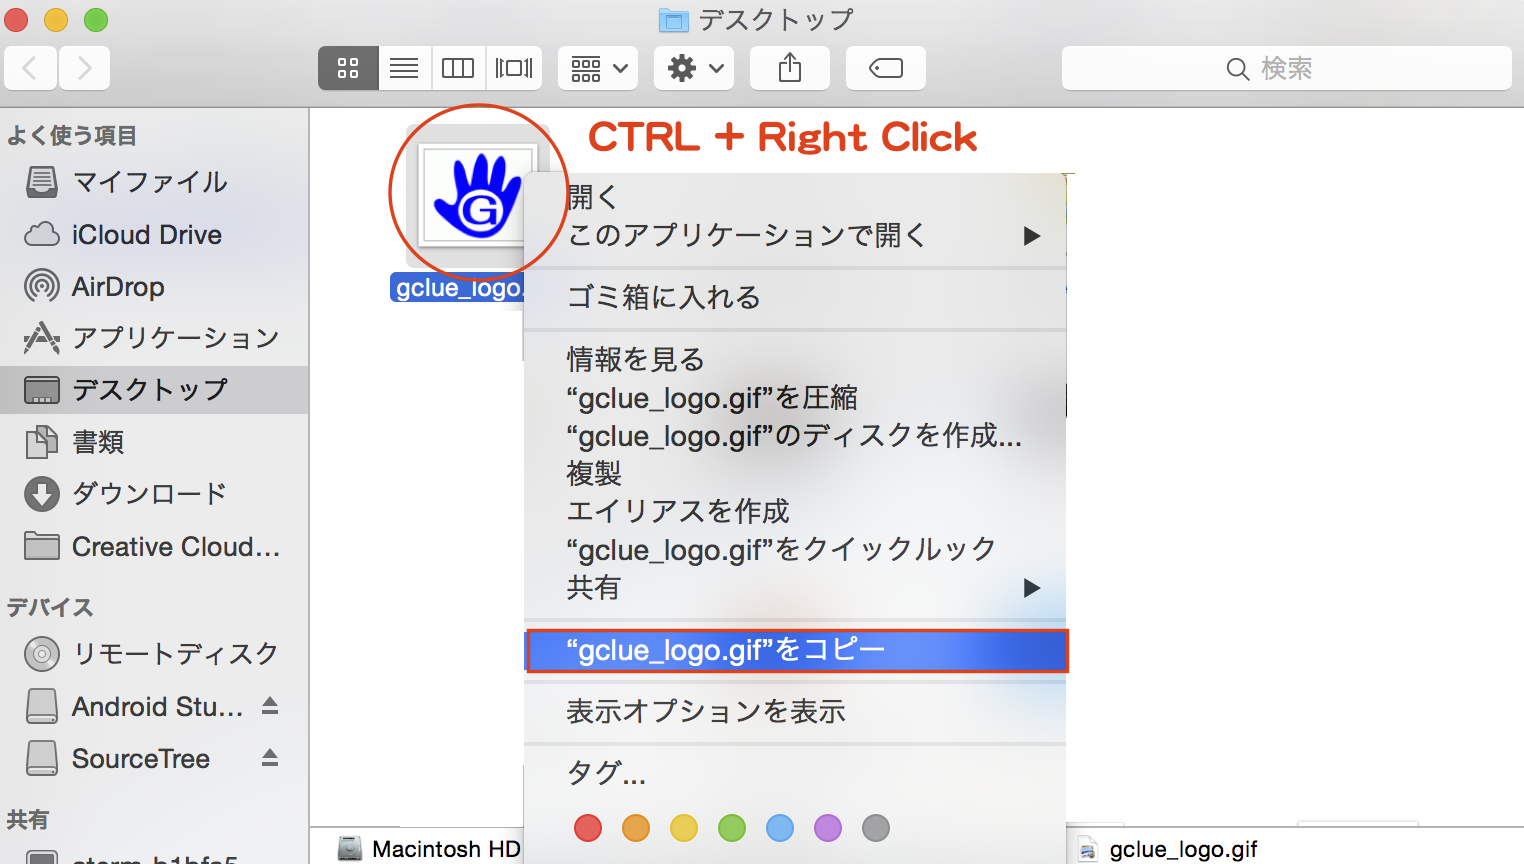 デスクトップ
検索
よく使う項目
マイファイル
iCloud Drive
AirDrop
アプリケーション
デスクトップ
書類
ダウンロード
Creative Cloud...
デバイス
リモートディスク
Android Stu...
SourceTree
共有
CTRL + Right Click
G
gclue_logo.
開く
このアプリケーションで開く
ゴミ箱に入れる
情報を見る
“gclue_logo.gif”を圧縮
“gclue_logo.gif”のディスクを作成...
複製
エイリアスを作成
“gclue_logo.gif”をクイックルック
共有
“gclue_logo.gif”をコピー
表示オプションを表示
タグ...
Macintosh HD
gclue_logo.gif